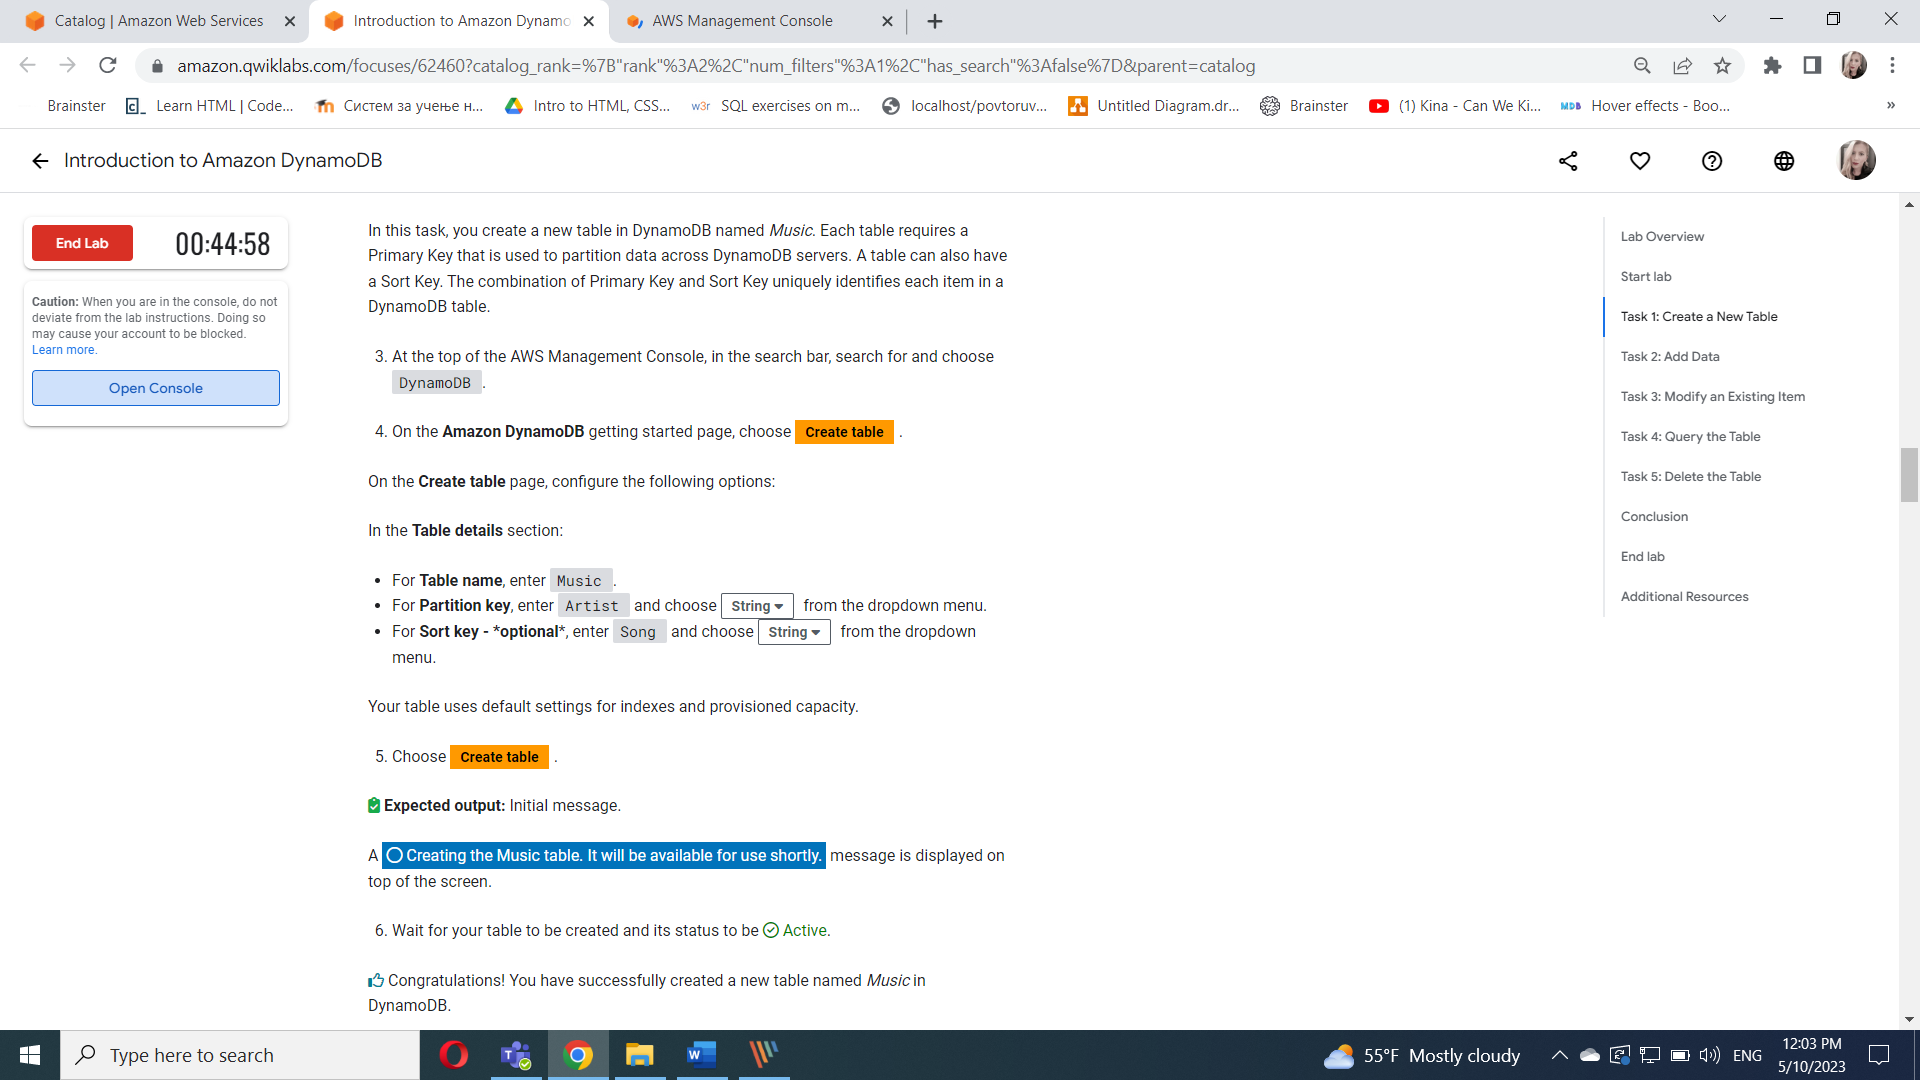 Catalog | Amazon Web Services
Introduction to Amazon Dynamo
AWS Management Console
amazon.qwiklabs.com/focuses/62460?catalog_rank=%7B"rank"%3A2%2C"num_filters"%3A1%2C"has_search"%3Afalse%7D&parent=catalog
Brainster
Learn HTML | Code...
Систем за учење н...
Intro to HTML, CSS...
w3r SQL exercises on m...
localhost/povtoruv...
Untitled Diagram.dr...
Brainster
(1) Kina - Can We Ki...
MDB Hover effects - Boo...
»
Introduction to Amazon DynamoDB
End Lab 00:44:58
Caution: When you are in the console, do not
deviate from the lab instructions. Doing so
may cause your account to be blocked.
Learn more.
Open Console
In this task, you create a new table in DynamoDB named Music. Each table requires a
Primary Key that is used to partition data across DynamoDB servers. A table can also have
a Sort Key. The combination of Primary Key and Sort Key uniquely identifies each item in a
DynamoDB table.
3. At the top of the AWS Management Console, in the search bar, search for and choose
DynamoDB .
4. On the Amazon DynamoDB getting started page, choose Create table .
On the Create table page, configure the following options:
In the Table details section:
• For Table name, enter Music .
• For Partition key, enter Artist and choose String from the dropdown menu.
• For Sort key - *optional*, enter Song and choose String from the dropdown
menu.
Your table uses default settings for indexes and provisioned capacity.
5. Choose Create table .
Expected output: Initial message.
A Creating the Music table. It will be available for use shortly. message is displayed on
top of the screen.
6. Wait for your table to be created and its status to be Active.
Congratulations! You have successfully created a new table named Music in
DynamoDB.
Lab Overview
Start lab
Task 1: Create a New Table
Task 2: Add Data
Task 3: Modify an Existing Item
Task 4: Query the Table
Task 5: Delete the Table
Conclusion
End lab
Additional Resources
Type here to search
55°F Mostly cloudy
ENG
12:03 PM
5/10/2023